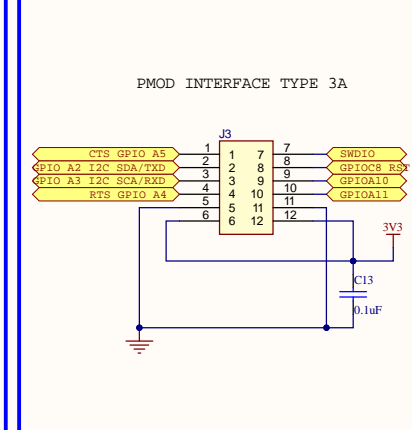 PMOD INTERFACE TYPE 3A
J3
CTS GPIO A5 1 1 7 7 SWDIO
GPIO A2 I2C SDA/TXD 2 2 8 8 GPIOC8 RST
GPIO A3 I2C SCA/RXD 3 3 9 9 GPIOA10
RTS GPIO A4 4 4 10 10 GPIOA11
5 5 11 11
6 6 12 12
3V3
C13
0.1uF